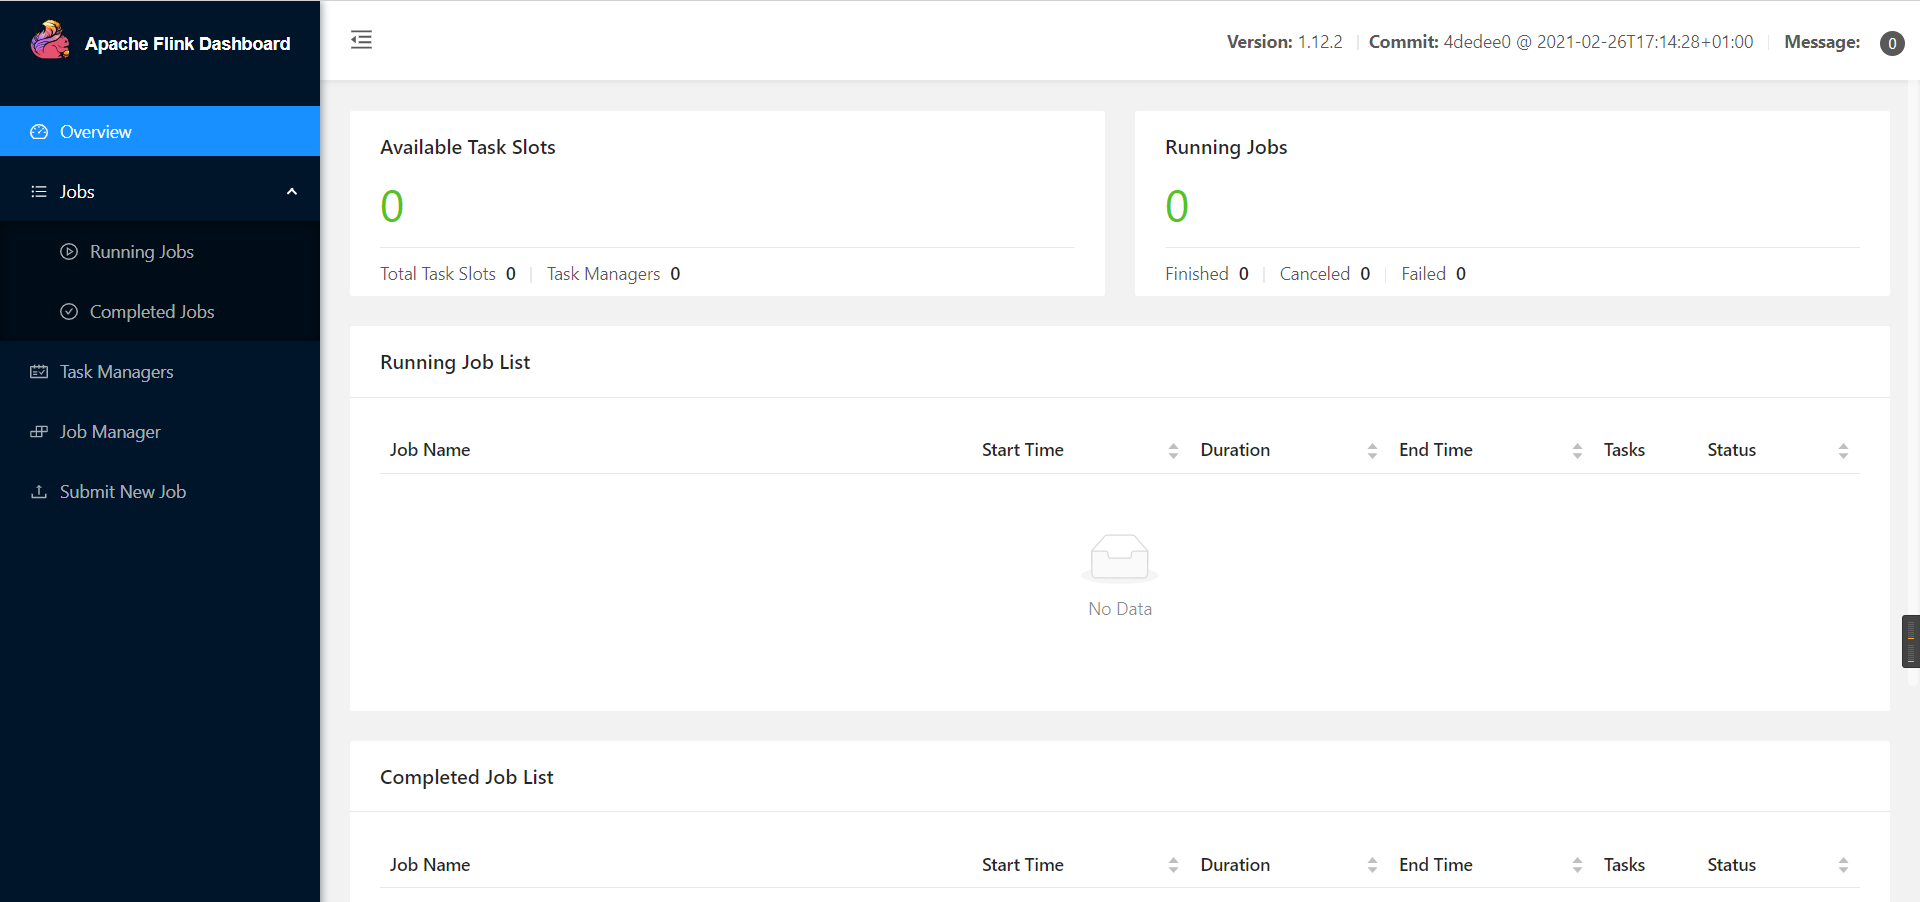 Apache Flink Dashboard
Version: 1.12.2 Commit: 4dedee0 @ 2021-02-26T17:14:28+01:00 Message: 0
Overview
Jobs
Running Jobs
Completed Jobs
Task Managers
Job Manager
Submit New Job
Available Task Slots
0
Total Task Slots 0 Task Managers 0
Running Jobs
0
Finished 0 Canceled 0 Failed 0
Running Job List
Job Name Start Time Duration End Time Tasks Status
No Data
Completed Job List
Job Name Start Time Duration End Time Tasks Status